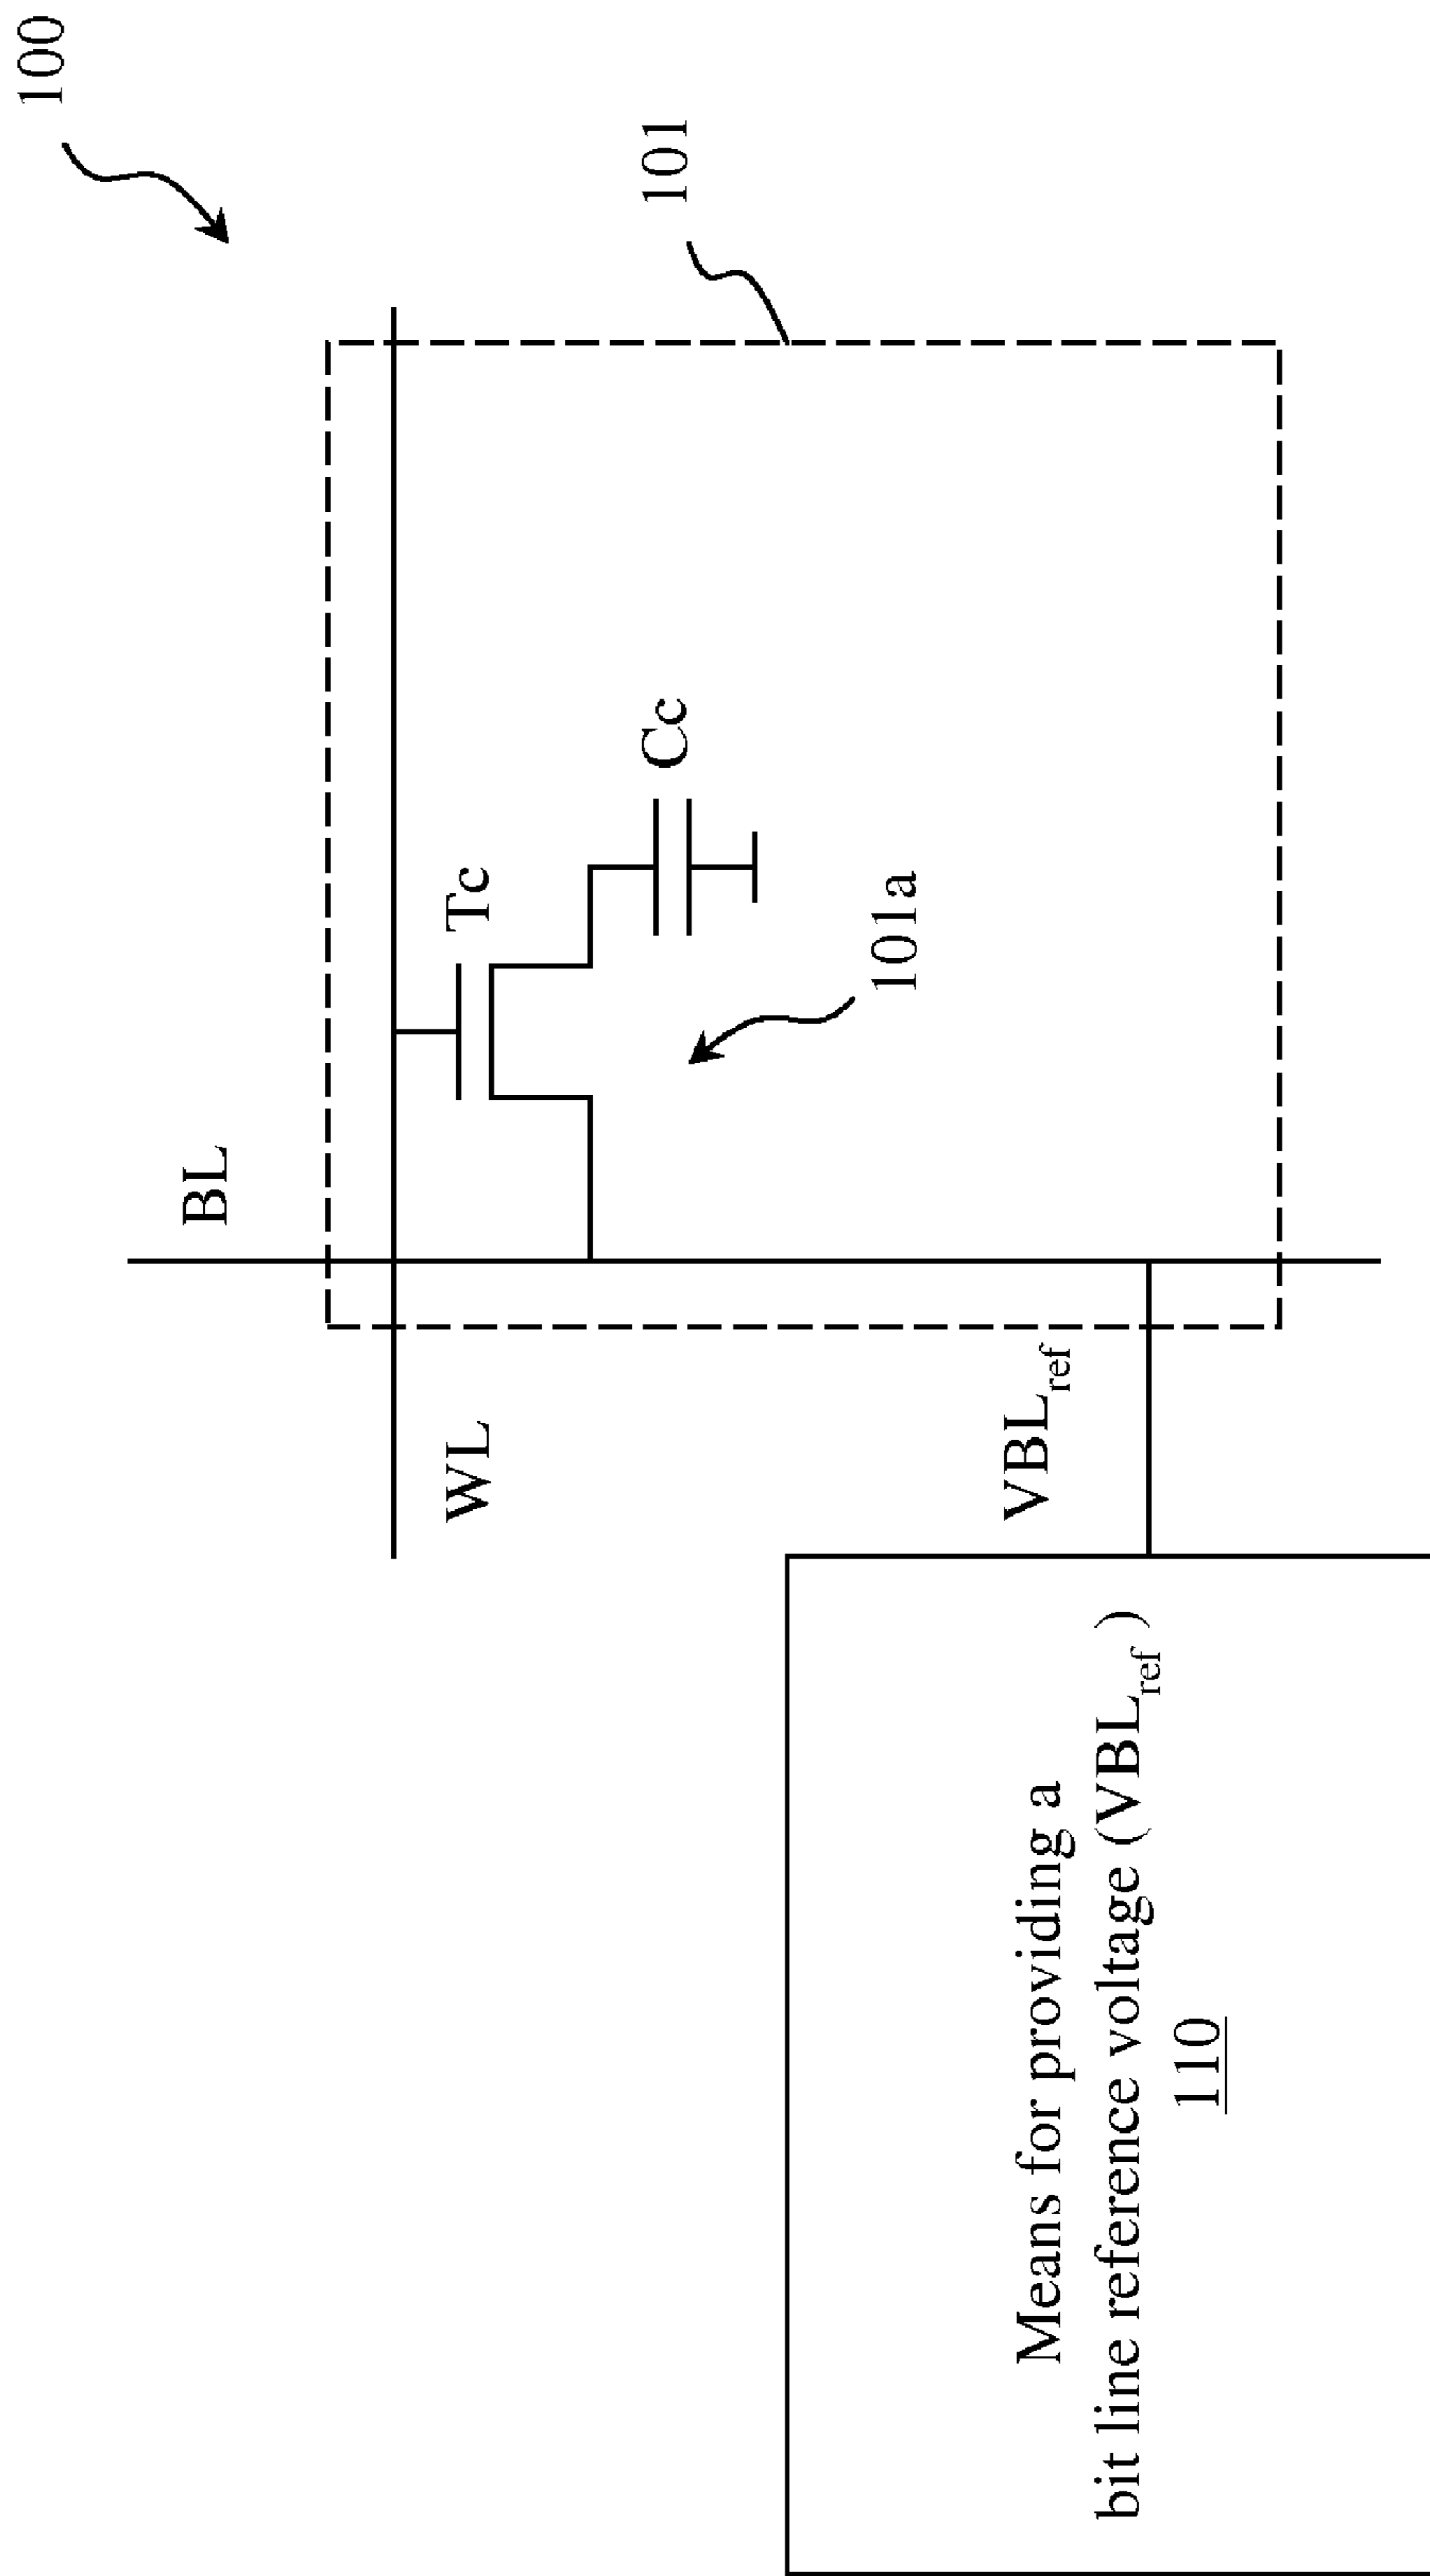 100
BL
WL
Tc
Cc
101
101a
VBLref
Means for providing a
bit line reference voltage (VBLref)
110